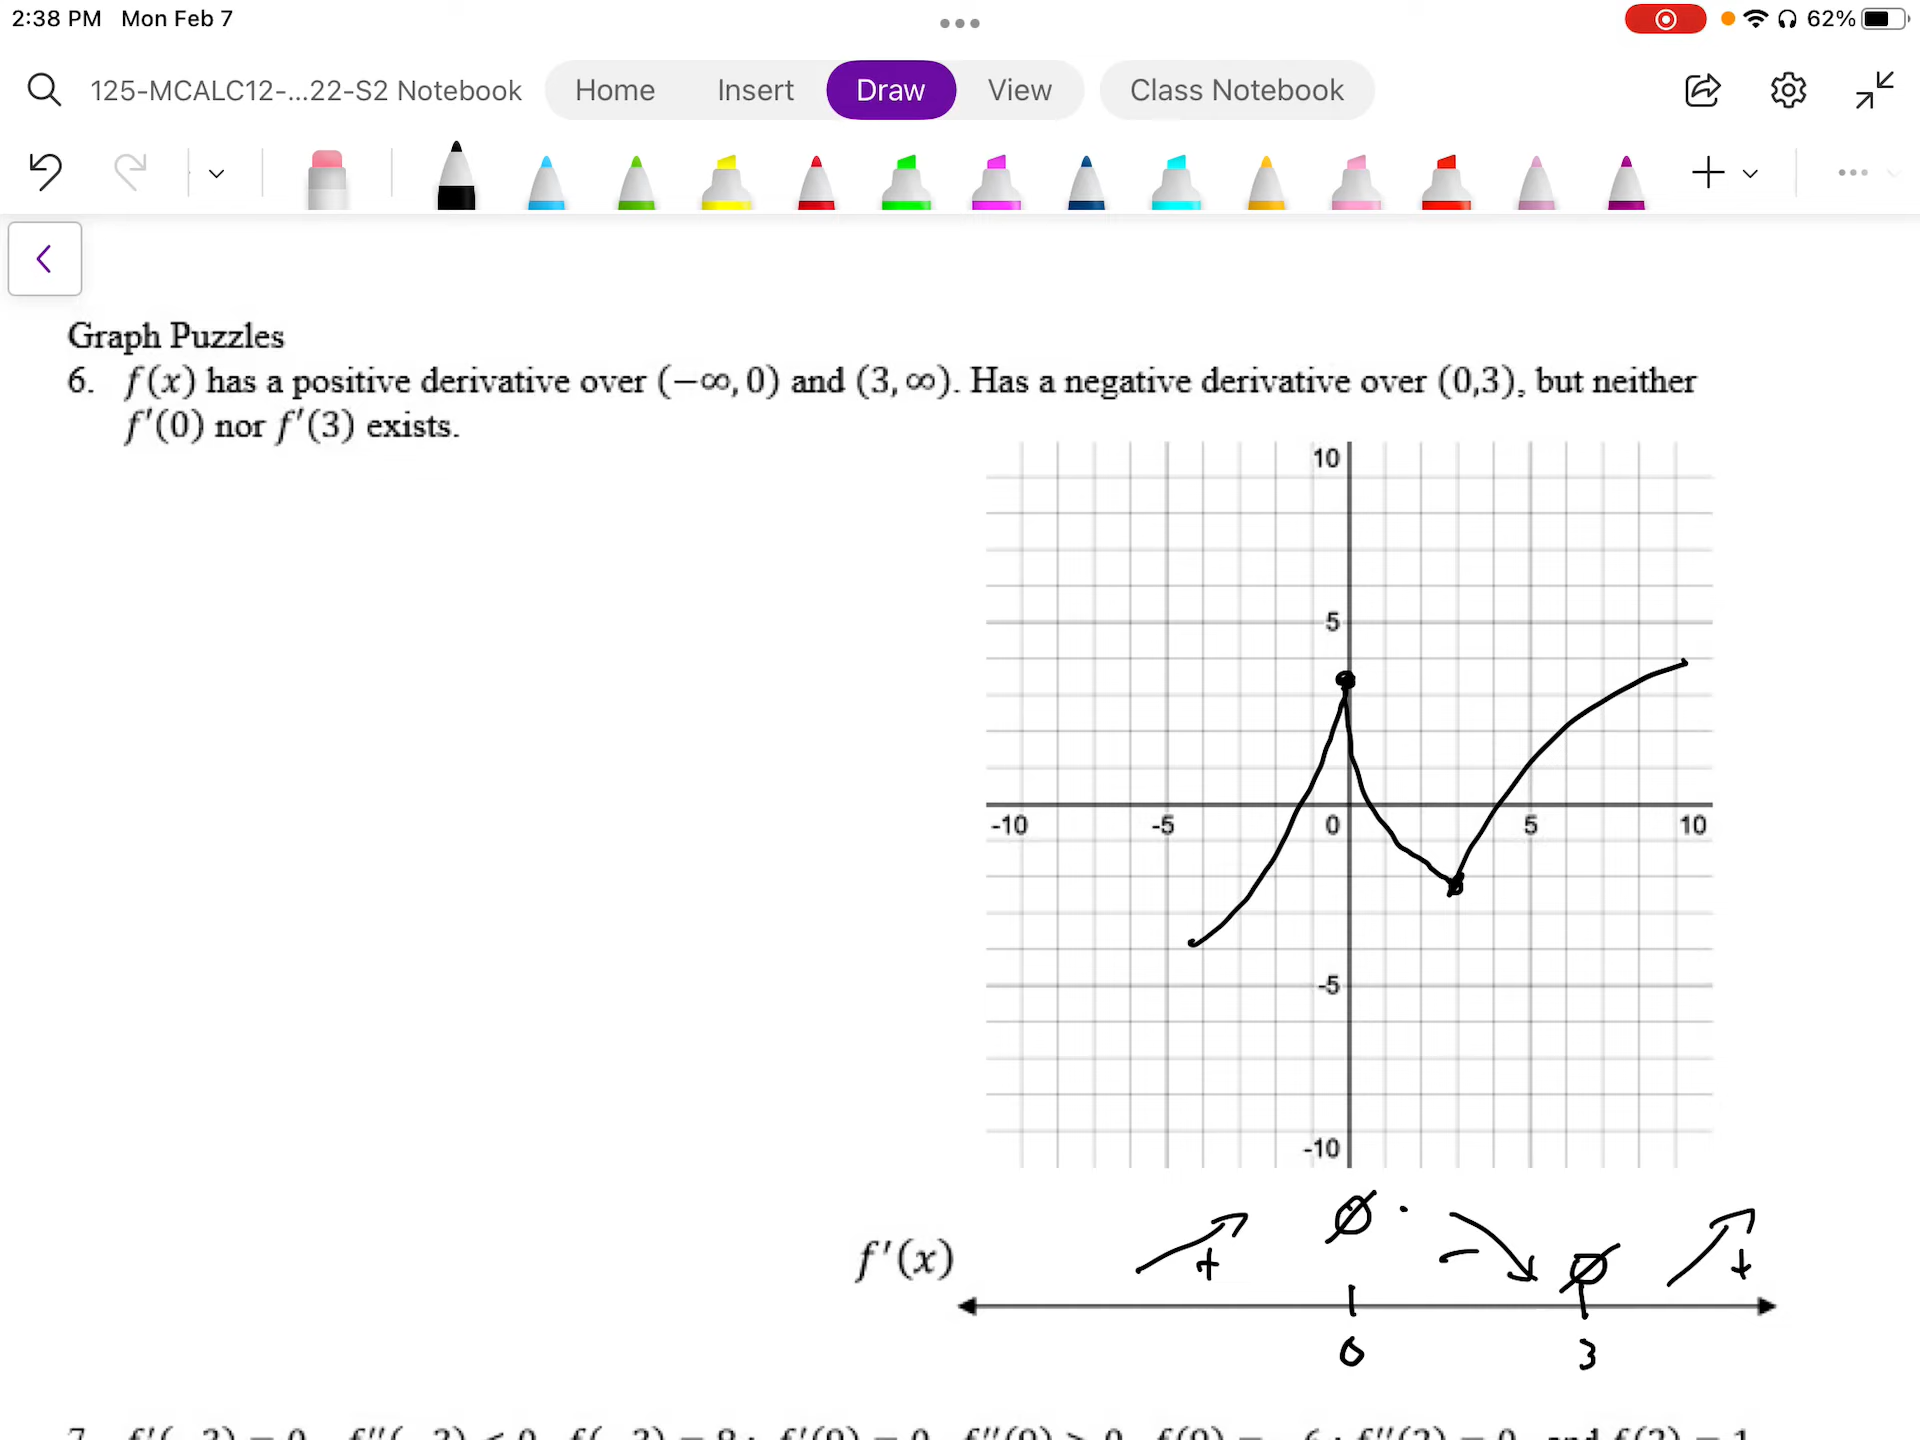 2:38 PM Mon Feb 7
62%
125-MCALC12-...22-S2 Notebook Home Insert Draw View Class Notebook
Graph Puzzles
6. f(x) has a positive derivative over (−∞, 0) and (3, ∞). Has a negative derivative over (0,3), but neither
f′(0) nor f′(3) exists.
10
5
-10 -5 0 5 10
-5
-10
f′(x) + ∅ − ∅ +
0 3